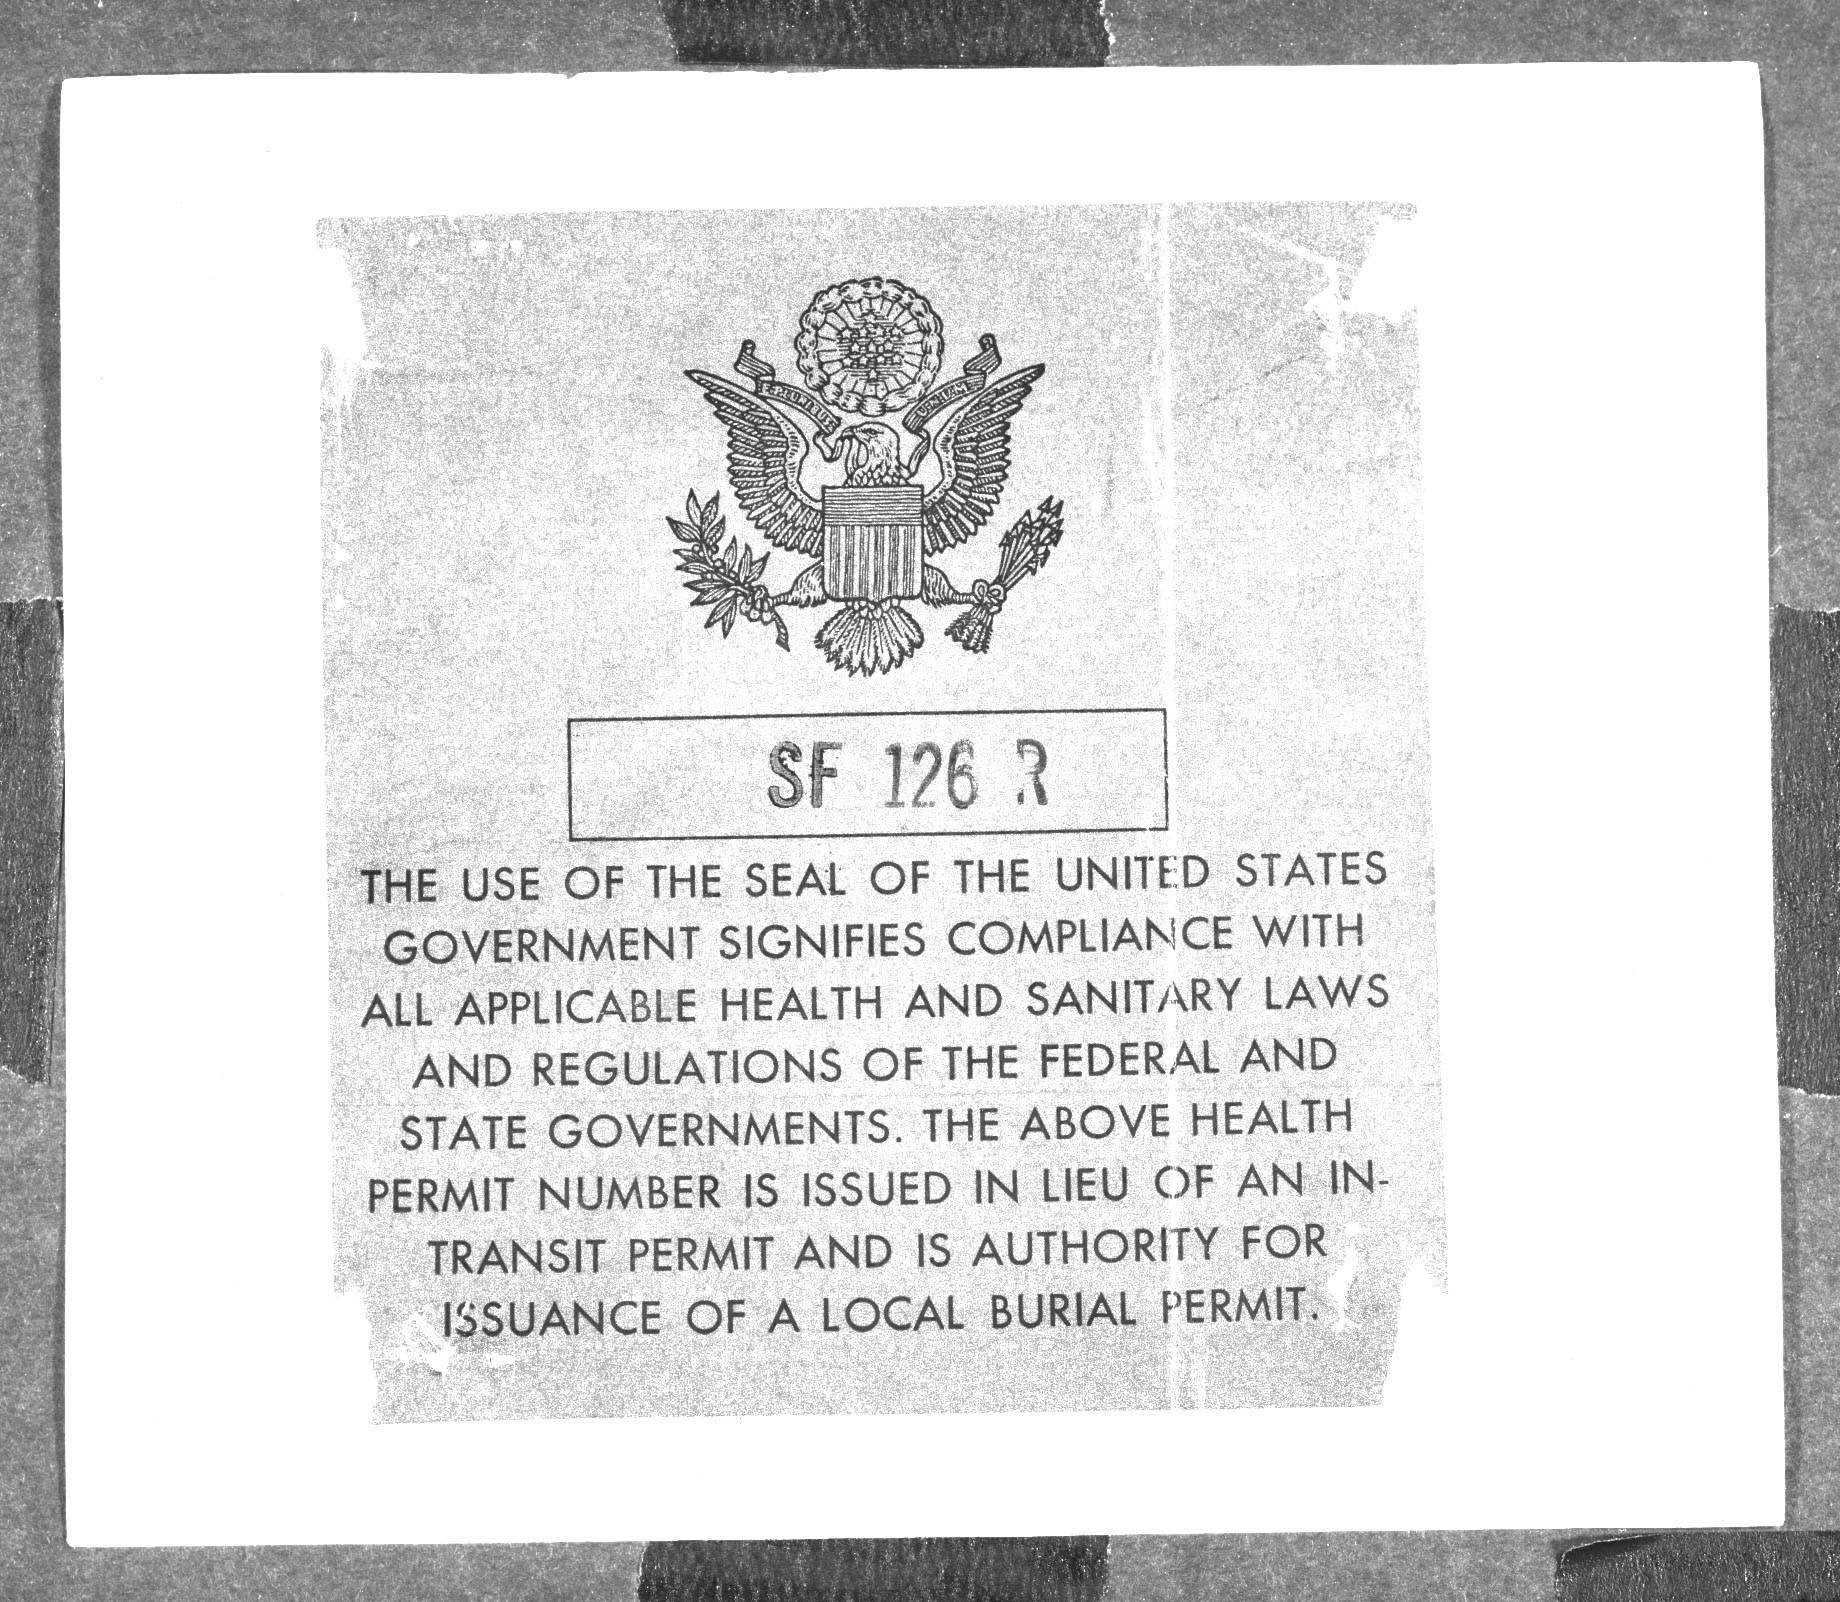 E PLURIBUS UNUM
SF 126 R
THE USE OF THE SEAL OF THE UNITED STATES
GOVERNMENT SIGNIFIES COMPLIANCE WITH
ALL APPLICABLE HEALTH AND SANITARY LAWS
AND REGULATIONS OF THE FEDERAL AND
STATE GOVERNMENTS. THE ABOVE HEALTH
PERMIT NUMBER IS ISSUED IN LIEU OF AN IN-
TRANSIT PERMIT AND IS AUTHORITY FOR
ISSUANCE OF A LOCAL BURIAL PERMIT.